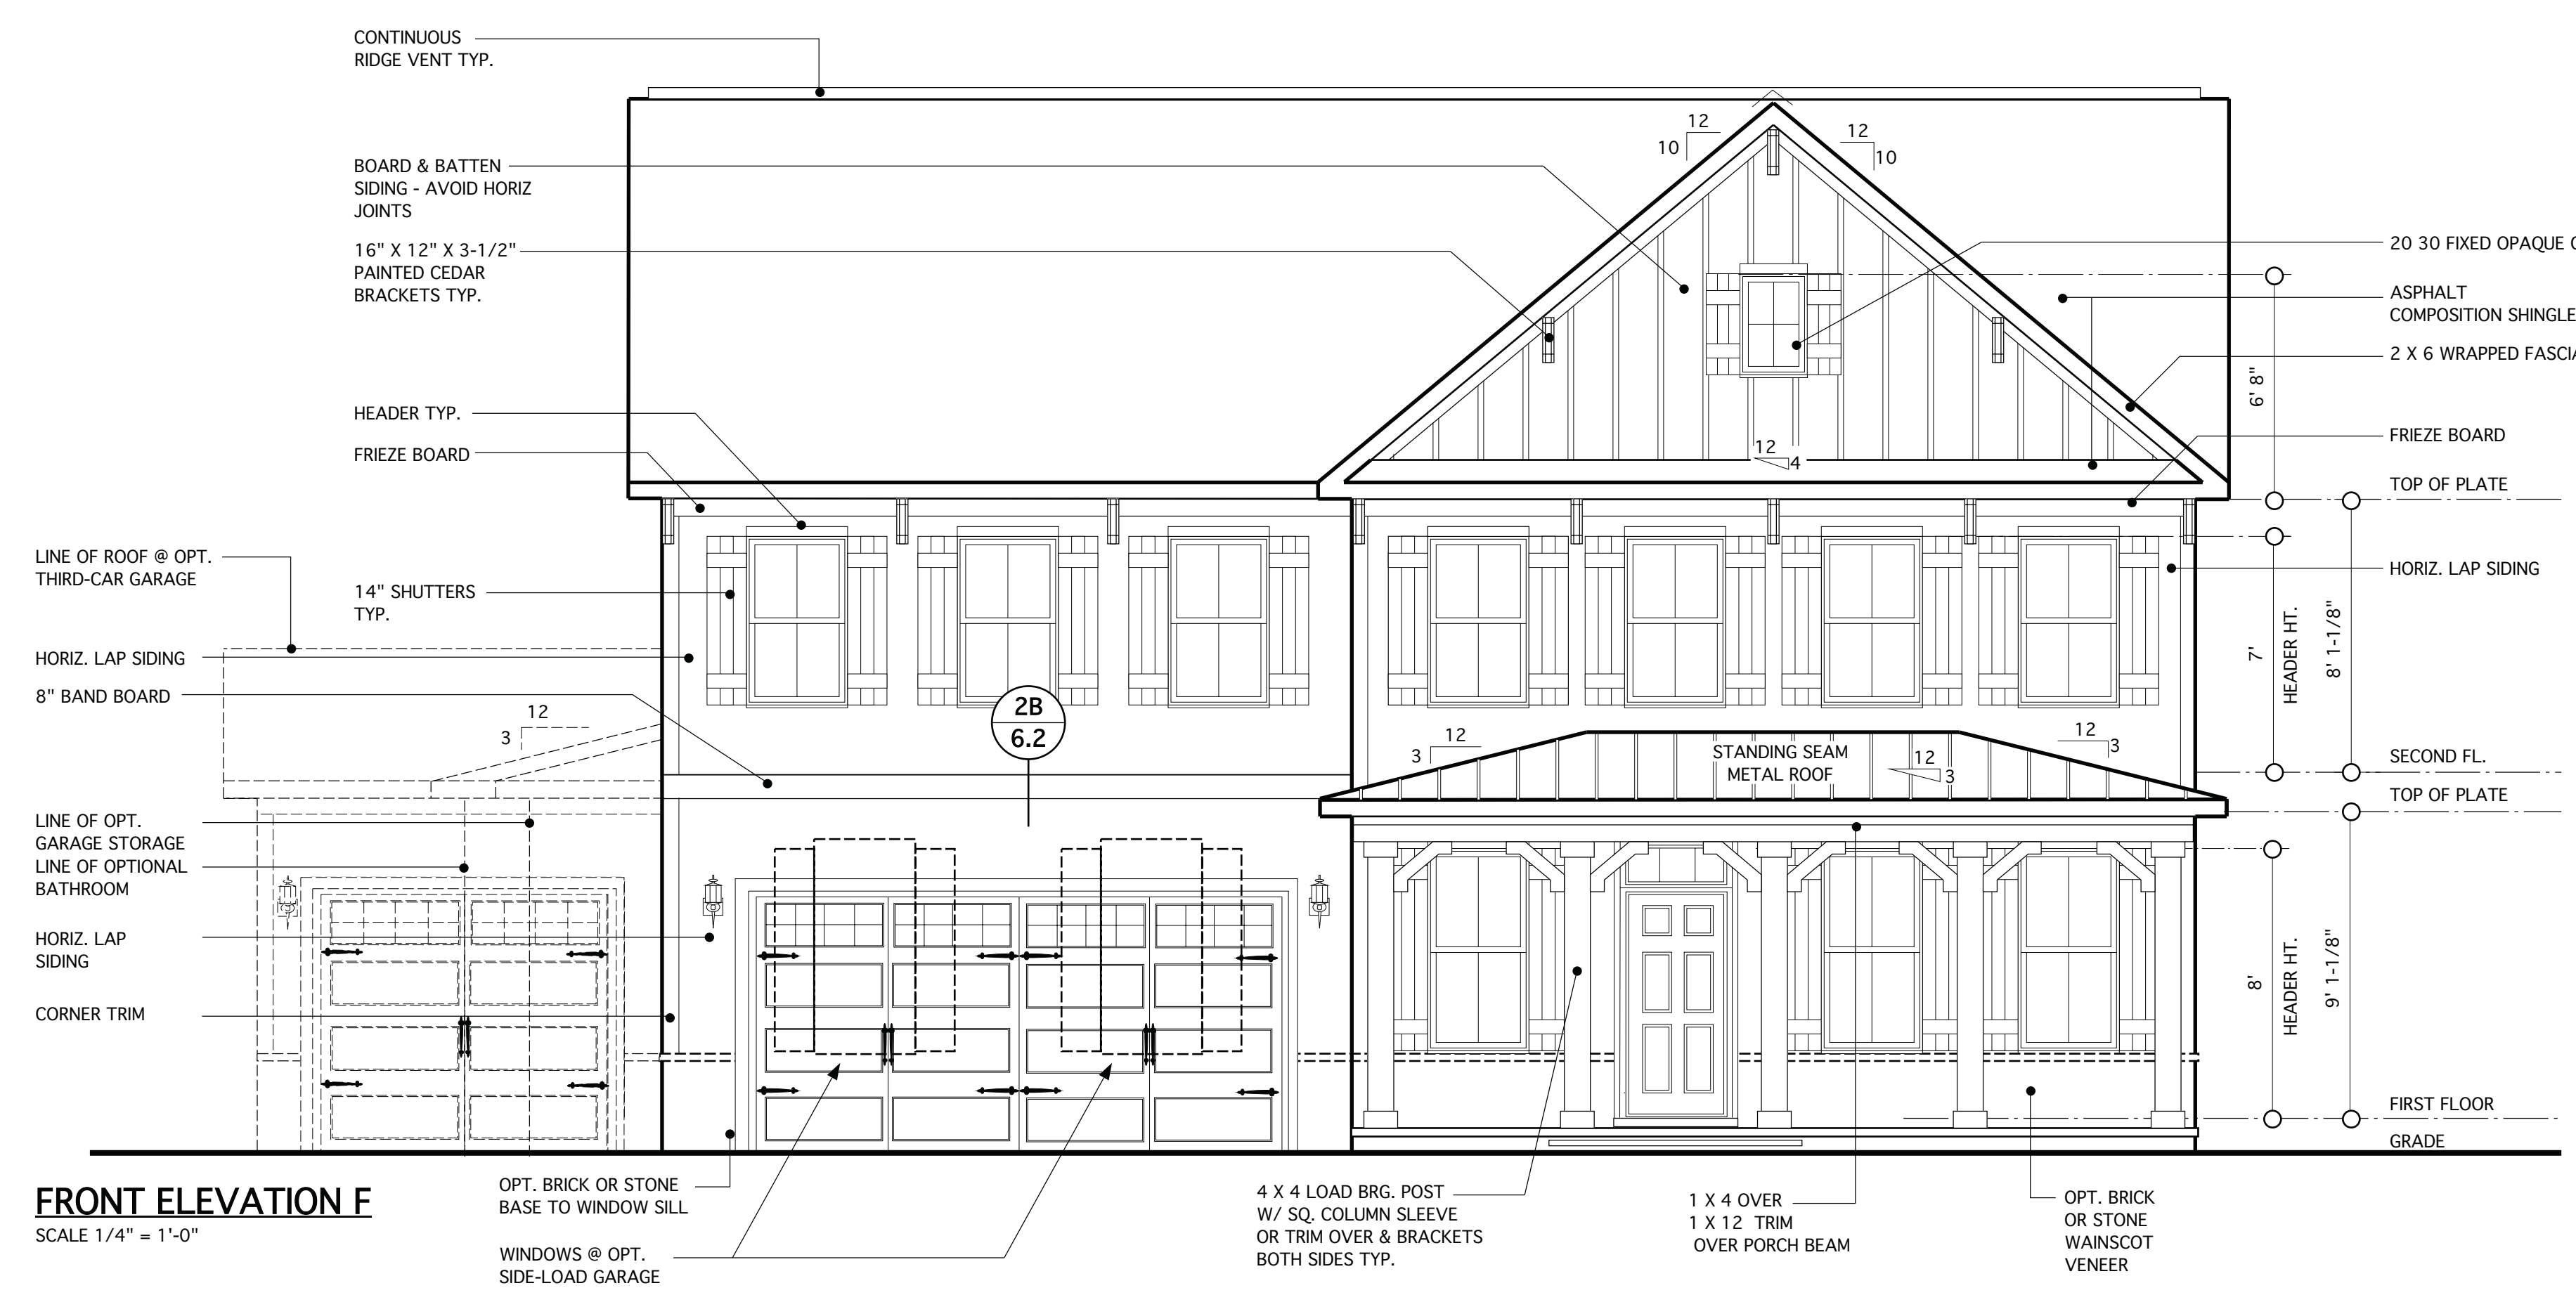 CONTINUOUS
RIDGE VENT TYP.
12
10
12
10
BOARD & BATTEN
SIDING - AVOID HORIZ
JOINTS
16" X 12" X 3-1/2"
PAINTED CEDAR
BRACKETS TYP.
20 30 FIXED OPAQUE
ASPHALT
COMPOSITION SHINGLE
2 X 6 WRAPPED FASCIA
6' 8"
HEADER TYP.
FRIEZE BOARD
FRIEZE BOARD
12
4
TOP OF PLATE
LINE OF ROOF @ OPT.
THIRD-CAR GARAGE
14" SHUTTERS
TYP.
HORIZ. LAP SIDING
7'
HEADER HT.
8' 1-1/8"
HORIZ. LAP SIDING
8" BAND BOARD
12
3
2B
6.2
12
3
STANDING SEAM
METAL ROOF
12
3
12
3
SECOND FL.
TOP OF PLATE
LINE OF OPT.
GARAGE STORAGE
LINE OF OPTIONAL
BATHROOM
HORIZ. LAP
SIDING
CORNER TRIM
8'
HEADER HT.
9' 1-1/8"
FIRST FLOOR
GRADE
FRONT ELEVATION F
SCALE 1/4" = 1'-0"
OPT. BRICK OR STONE
BASE TO WINDOW SILL
WINDOWS @ OPT.
SIDE-LOAD GARAGE
4 X 4 LOAD BRG. POST
W/ SQ. COLUMN SLEEVE
OR TRIM OVER & BRACKETS
BOTH SIDES TYP.
1 X 4 OVER
1 X 12 TRIM
OVER PORCH BEAM
OPT. BRICK
OR STONE
WAINSCOT
VENEER